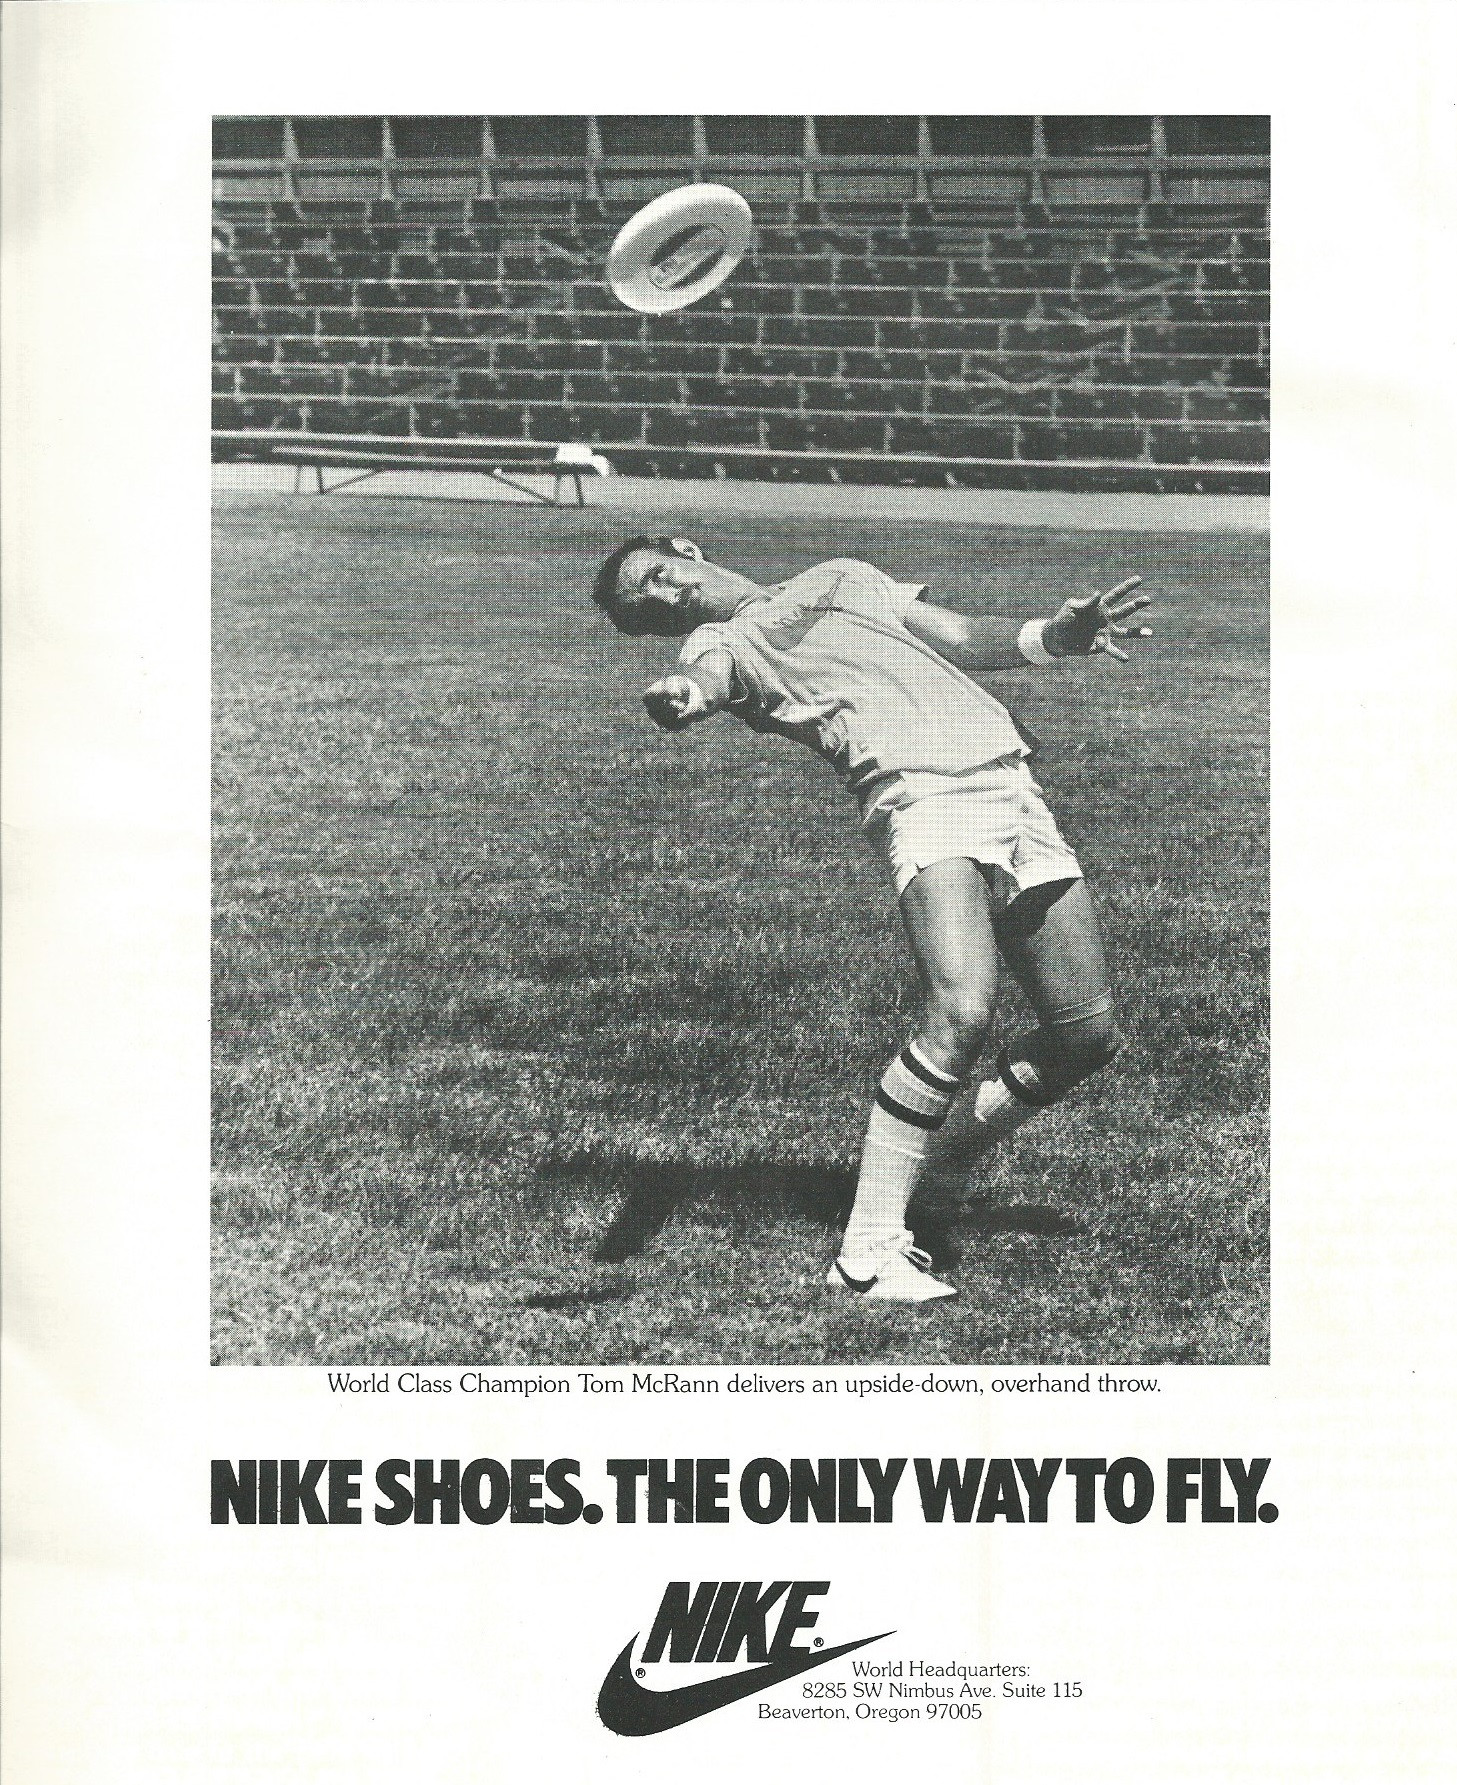 World Class Champion Tom McRann delivers an upside-down, overhand throw.
NIKE SHOES. THE ONLY WAY TO FLY.
NIKE®
®
World Headquarters:
8285 SW Nimbus Ave. Suite 115
Beaverton, Oregon 97005